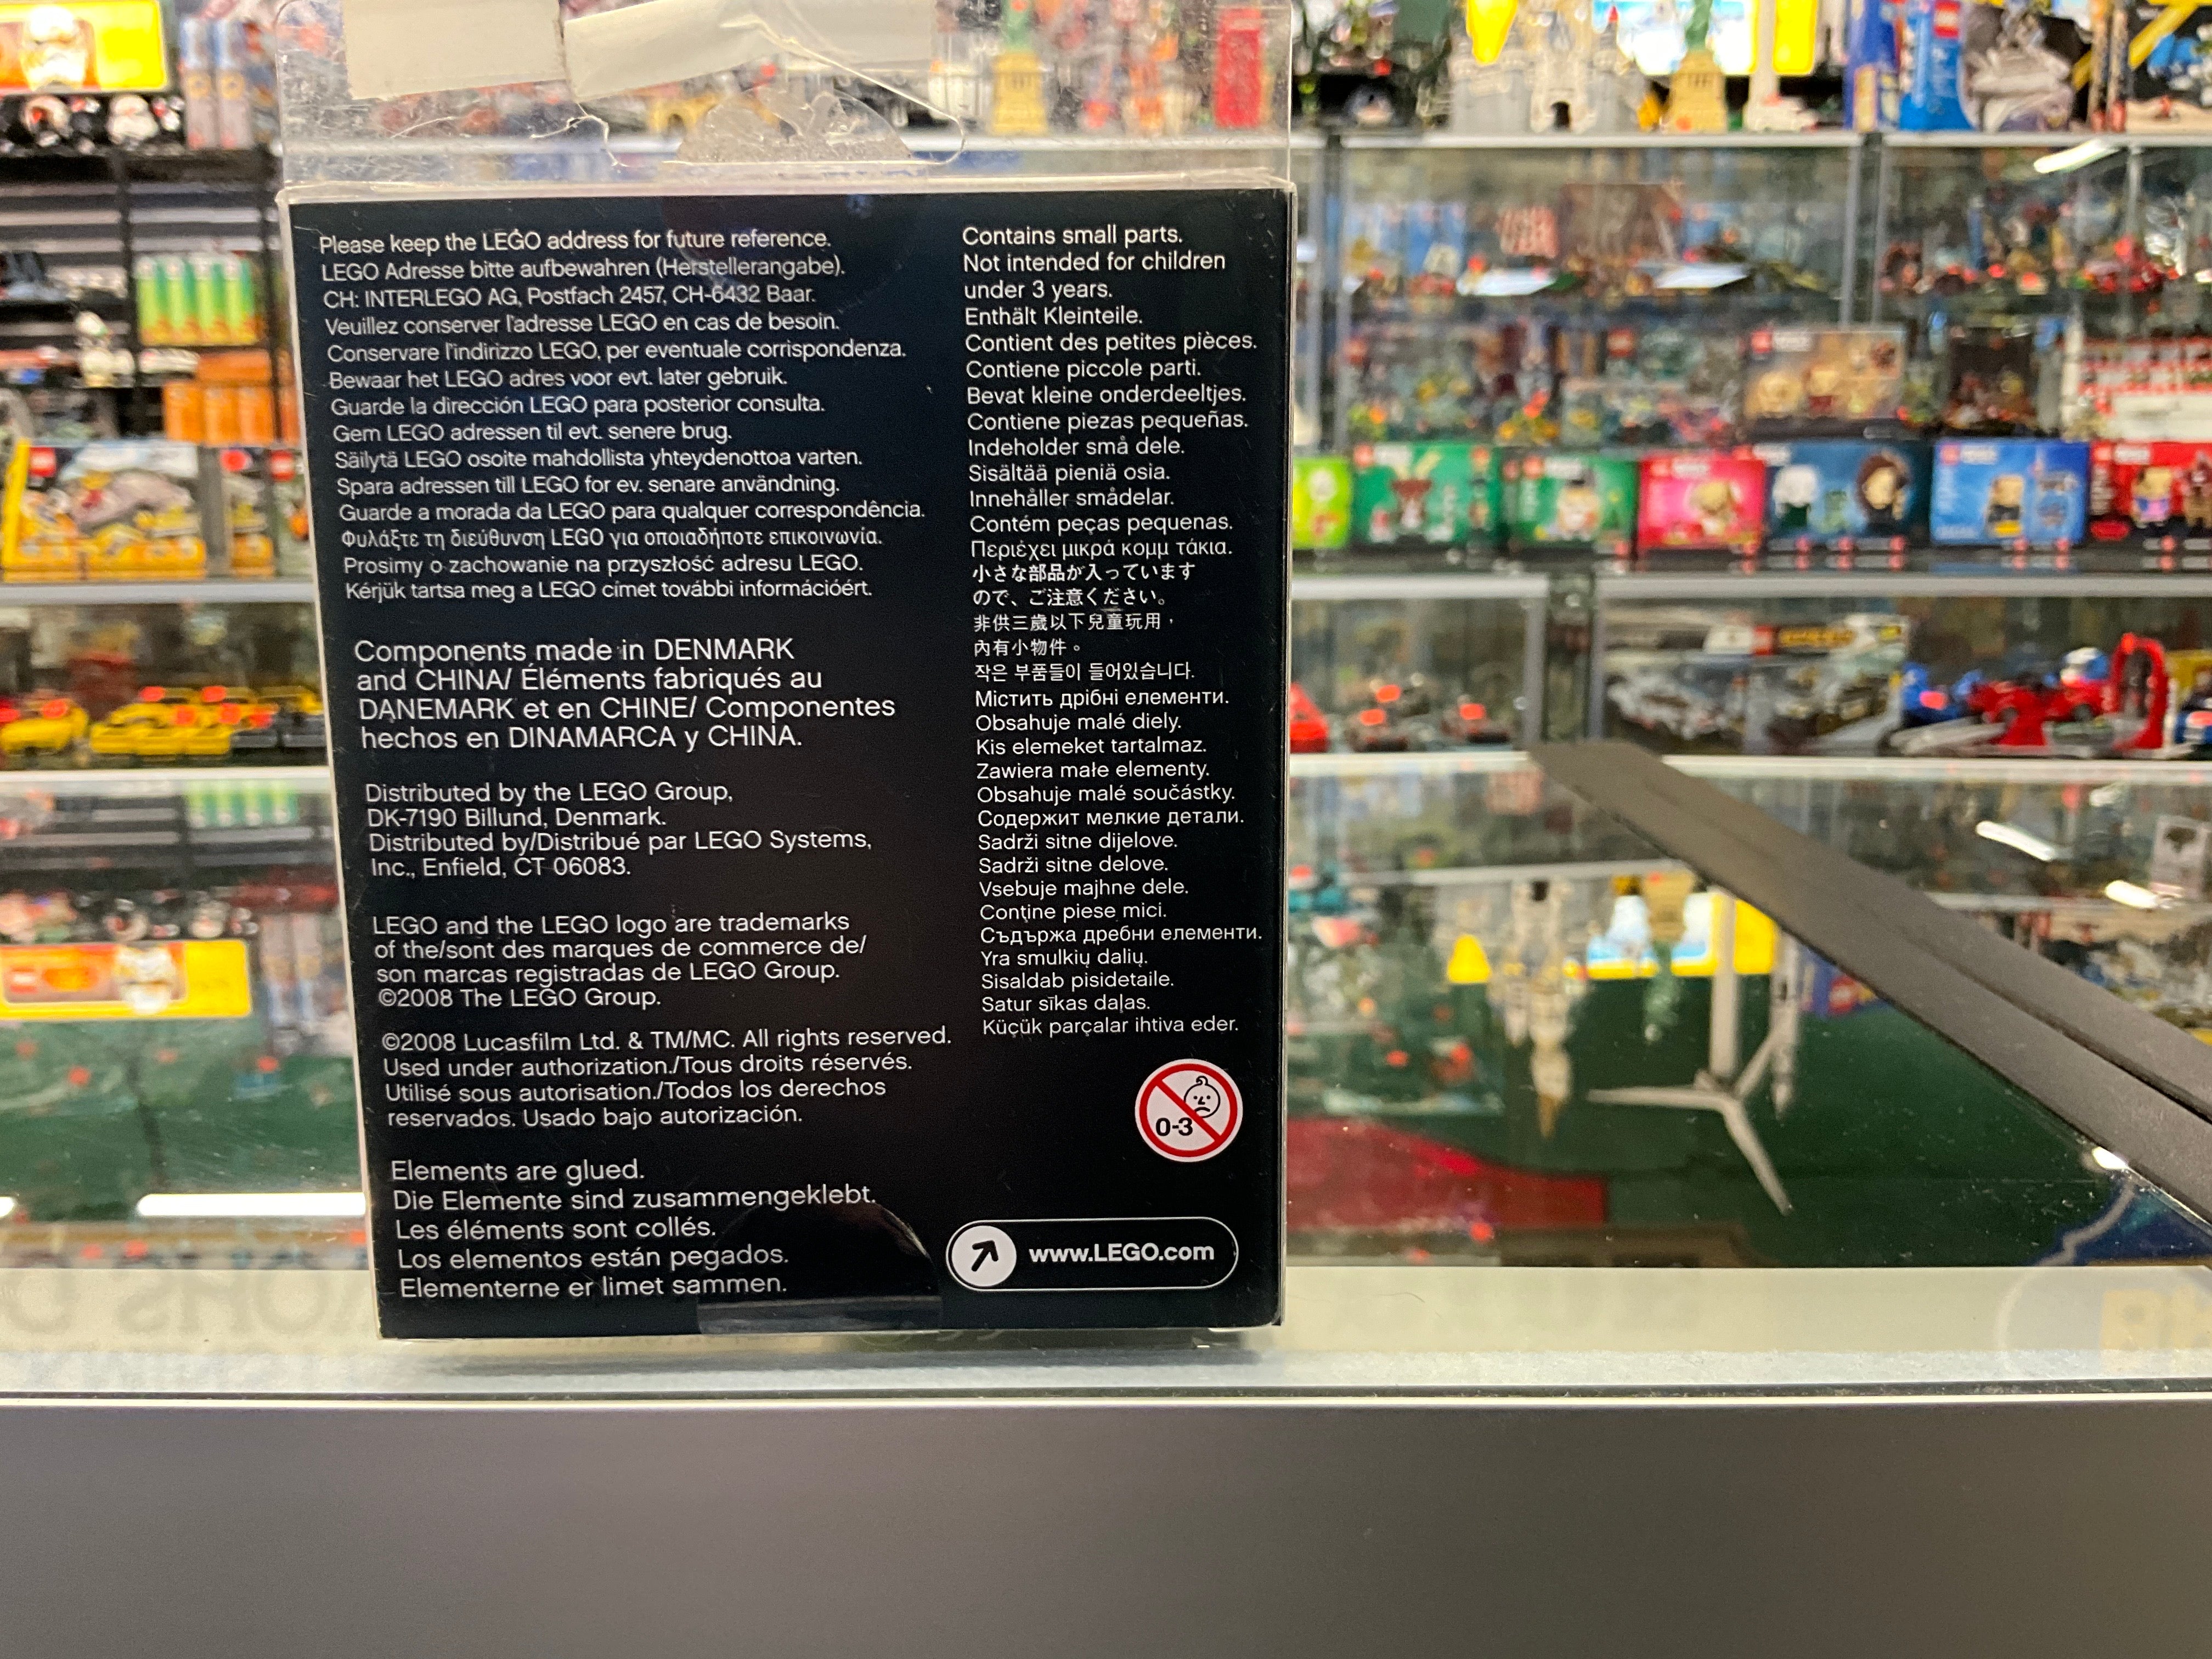 Please keep the LEGO address for future reference.
LEGO Adresse bitte aufbewahren (Herstellerangabe).
CH: INTERLEGO AG, Postfach 2457, CH-6432 Baar.
Veuillez conserver l'adresse LEGO en cas de besoin.
Conservare l'indirizzo LEGO, per eventuale corrispondenza.
Bewaar het LEGO adres voor evt. later gebruik.
Guarde la dirección LEGO para posterior consulta.
Gem LEGO adressen til evt. senere brug.
Säilytä LEGO osoite mahdollista yhteydenottoa varten.
Spara adressen till LEGO for ev. senare användning.
Guarde a morada da LEGO para qualquer correspondência.
Φυλάξτε τη διεύθυνση LEGO για οποιαδήποτε επικοινωνία.
Prosimy o zachowanie na przyszłość adresu LEGO.
Kérjük tartsa meg a LEGO címet további információért.
Components made in DENMARK
and CHINA/ Éléments fabriqués au
DANEMARK et en CHINE/ Componentes
hechos en DINAMARCA y CHINA.
Distributed by the LEGO Group,
DK-7190 Billund, Denmark.
Distributed by/Distribué par LEGO Systems,
Inc., Enfield, CT 06083.
LEGO and the LEGO logo are trademarks
of the/sont des marques de commerce de/
son marcas registradas de LEGO Group.
©2008 The LEGO Group.
©2008 Lucasfilm Ltd. & TM/MC. All rights reserved.
Used under authorization./Tous droits réservés.
Utilisé sous autorisation./Todos los derechos
reservados. Usado bajo autorización.
Elements are glued.
Die Elemente sind zusammengeklebt.
Les éléments sont collés.
Los elementos están pegados.
Elementerne er limet sammen.
Contains small parts.
Not intended for children
under 3 years.
Enthält Kleinteile.
Contient des petites pièces.
Contiene piccole parti.
Bevat kleine onderdeeltjes.
Contiene piezas pequeñas.
Indeholder små dele.
Sisältää pieniä osia.
Innehåller smådelar.
Contém peças pequenas.
Περιέχει μικρά κομμ τάκια.
小さな部品が入っています
ので、ご注意ください。
非供三歲以下兒童玩用，
內有小物件。
작은 부품들이 들어있습니다.
Містить дрібні елементи.
Obsahuje malé diely.
Kis elemeket tartalmaz.
Zawiera małe elementy.
Obsahuje malé součástky.
Содержит мелкие детали.
Sadrži sitne dijelove.
Sadrži sitne delove.
Vsebuje majhne dele.
Conţine piese mici.
Съдържа дребни елементи.
Yra smulkių dalių.
Sisaldab pisidetaile.
Satur sīkas daļas.
Küçük parçalar ihtiva eder.
0-3
www.LEGO.com